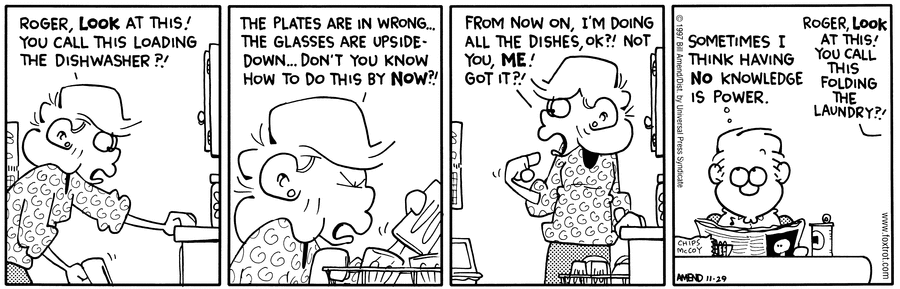 ROGER, LOOK AT THIS!
YOU CALL THIS LOADING
THE DISHWASHER?!
THE PLATES ARE IN WRONG...
THE GLASSES ARE UPSIDE-
DOWN... DON'T YOU KNOW
HOW TO DO THIS BY NOW?!
FROM NOW ON, I'M DOING
ALL THE DISHES, OK?! NOT
YOU, ME!
GOT IT?!
© 1997 Bill Amend/Dist. by Universal Press Syndicate
SOMETIMES I
THINK HAVING
NO KNOWLEDGE
IS POWER.
ROGER, LOOK
AT THIS!
YOU CALL
THIS
FOLDING
THE
LAUNDRY?!
CHIPS
McCOY
AMEND 11-29
www.foxtrot.com